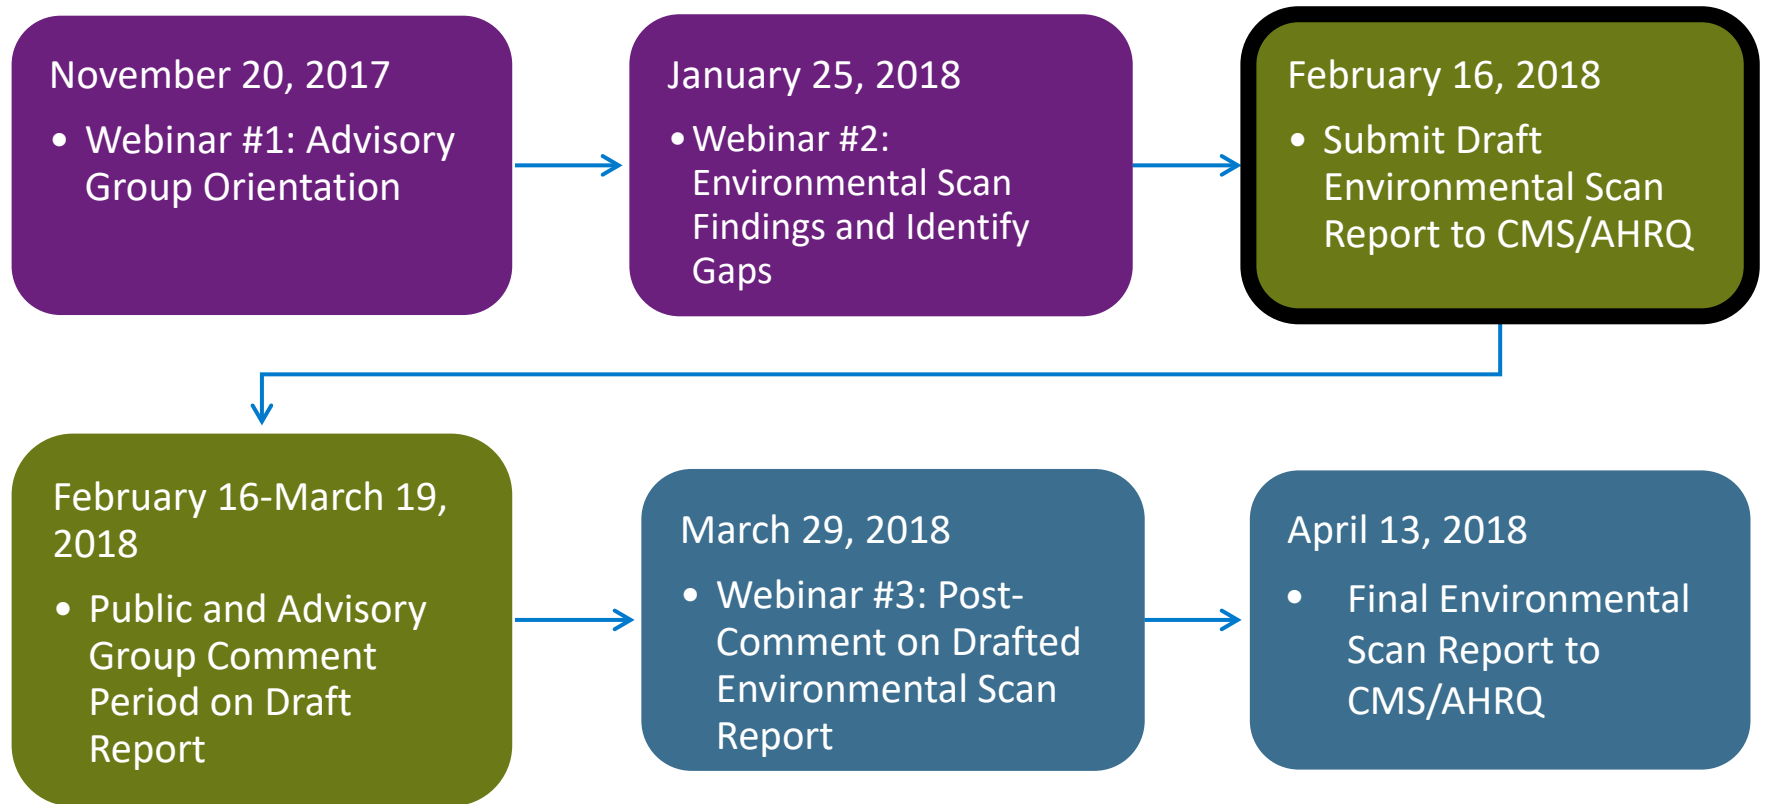 November 20, 2017
• Webinar #1: Advisory
Group Orientation
January 25, 2018
• Webinar #2:
Environmental Scan
Findings and Identify
Gaps
February 16, 2018
• Submit Draft
Environmental Scan
Report to CMS/AHRQ
February 16-March 19,
2018
• Public and Advisory
Group Comment
Period on Draft
Report
March 29, 2018
• Webinar #3: Post-
Comment on Drafted
Environmental Scan
Report
April 13, 2018
• Final Environmental
Scan Report to
CMS/AHRQ